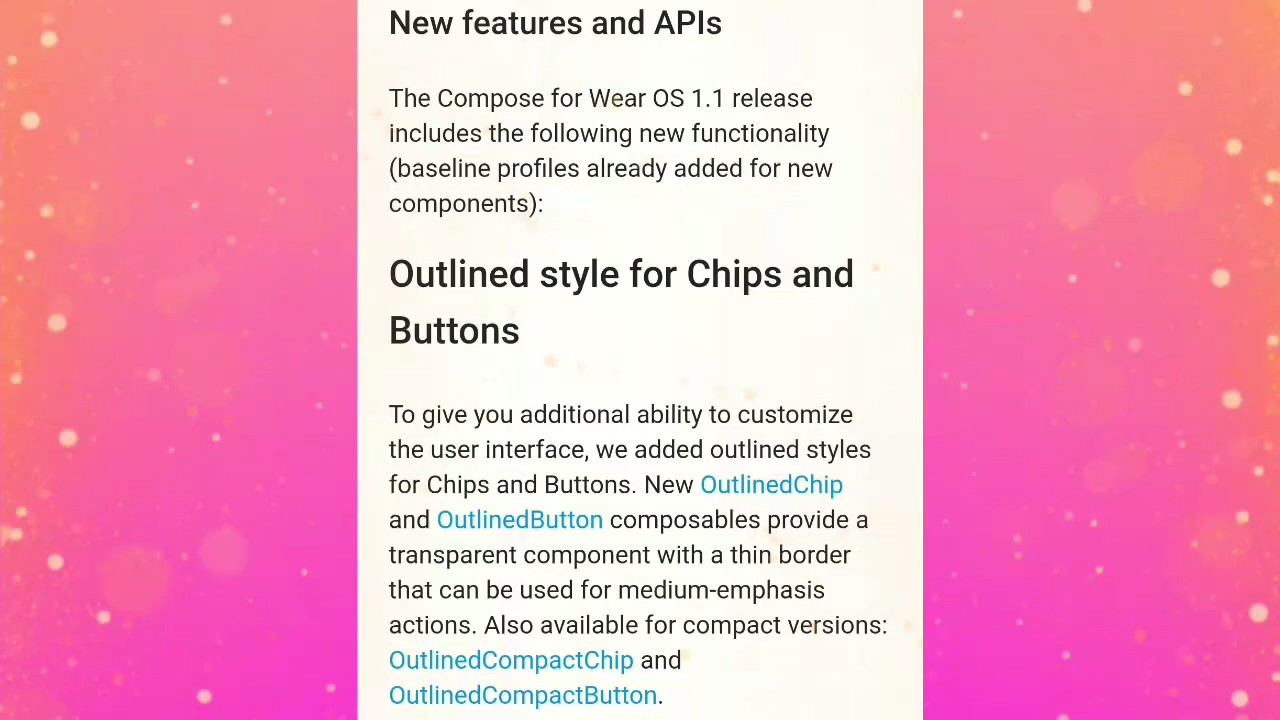 New features and APIs
The Compose for Wear OS 1.1 release
includes the following new functionality
(baseline profiles already added for new
components):
Outlined style for Chips and
Buttons
To give you additional ability to customize
the user interface, we added outlined styles
for Chips and Buttons. New OutlinedChip
and OutlinedButton composables provide a
transparent component with a thin border
that can be used for medium-emphasis
actions. Also available for compact versions:
OutlinedCompactChip and
OutlinedCompactButton.